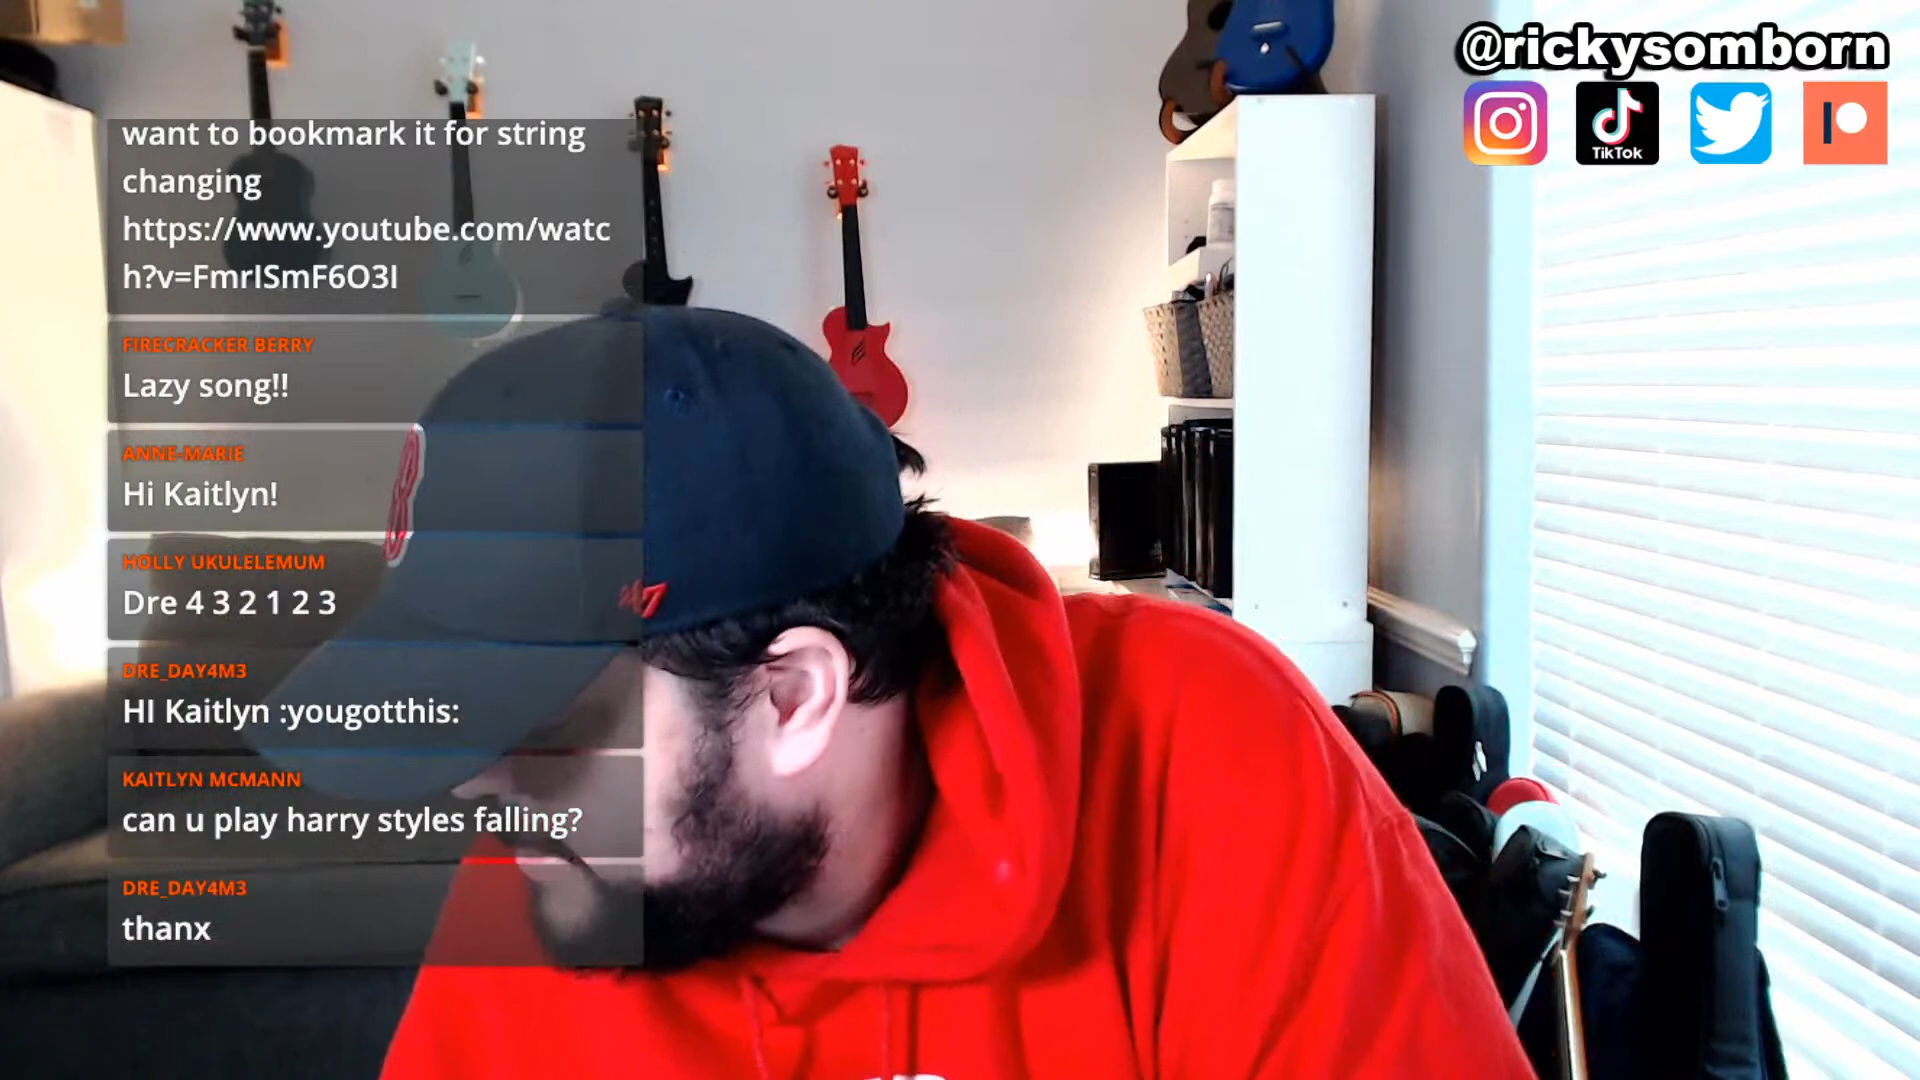 @rickysomborn
TikTok
want to bookmark it for string
changing
https://www.youtube.com/watc
h?v=FmrISmF6O3I
FIRECRACKER BERRY
Lazy song!!
ANNE-MARIE
Hi Kaitlyn!
HOLLY UKULELEMUM
Dre 4 3 2 1 2 3
DRE_DAY4M3
HI Kaitlyn :yougotthis:
KAITLYN MCMANN
can u play harry styles falling?
DRE_DAY4M3
thanx
47